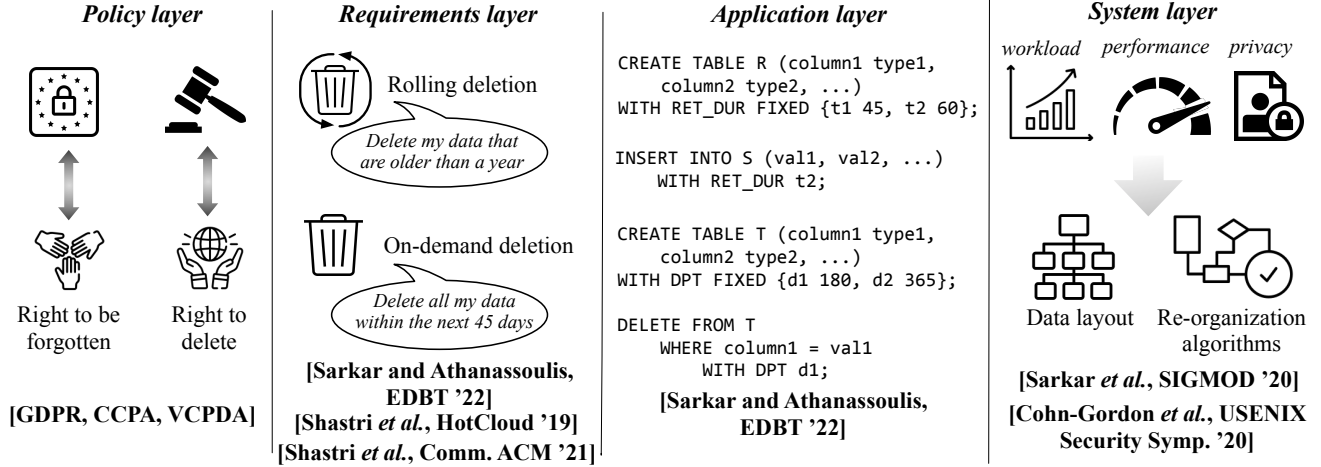 Policy layer
Right to be
forgotten
Right to
delete
[GDPR, CCPA, VCPDA]
Requirements layer
Rolling deletion
Delete my data that
are older than a year
On-demand deletion
Delete all my data
within the next 45 days
[Sarkar and Athanassoulis,
EDBT ’22]
[Shastri et al., HotCloud ’19]
[Shastri et al., Comm. ACM ’21]
Application layer
CREATE TABLE R (column1 type1,
column2 type2, ...)
WITH RET_DUR FIXED {t1 45, t2 60};
INSERT INTO S (val1, val2, ...)
WITH RET_DUR t2;
CREATE TABLE T (column1 type1,
column2 type2, ...)
WITH DPT FIXED {d1 180, d2 365};
DELETE FROM T
WHERE column1 = val1
WITH DPT d1;
[Sarkar and Athanassoulis,
EDBT ’22]
System layer
workload performance privacy
Data layout
Re-organization
algorithms
[Sarkar et al., SIGMOD ’20]
[Cohn-Gordon et al., USENIX
Security Symp. ’20]